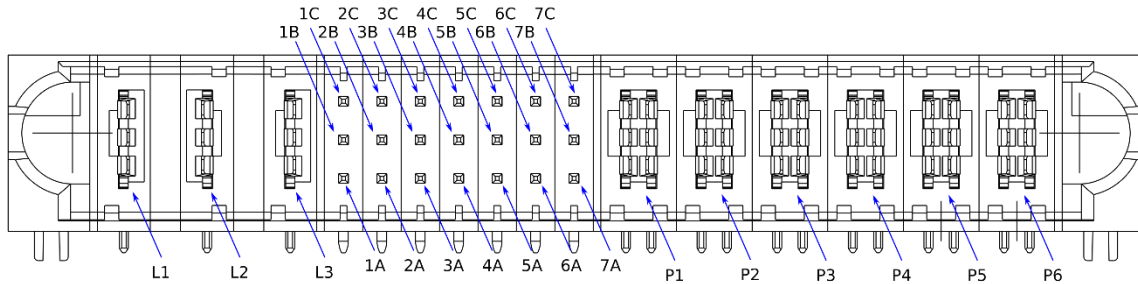 1C 2C 3C 4C 5C 6C 7C
1B 2B 3B 4B 5B 6B 7B
L1 L2 L3 1A 2A 3A 4A 5A 6A 7A P1 P2 P3 P4 P5 P6